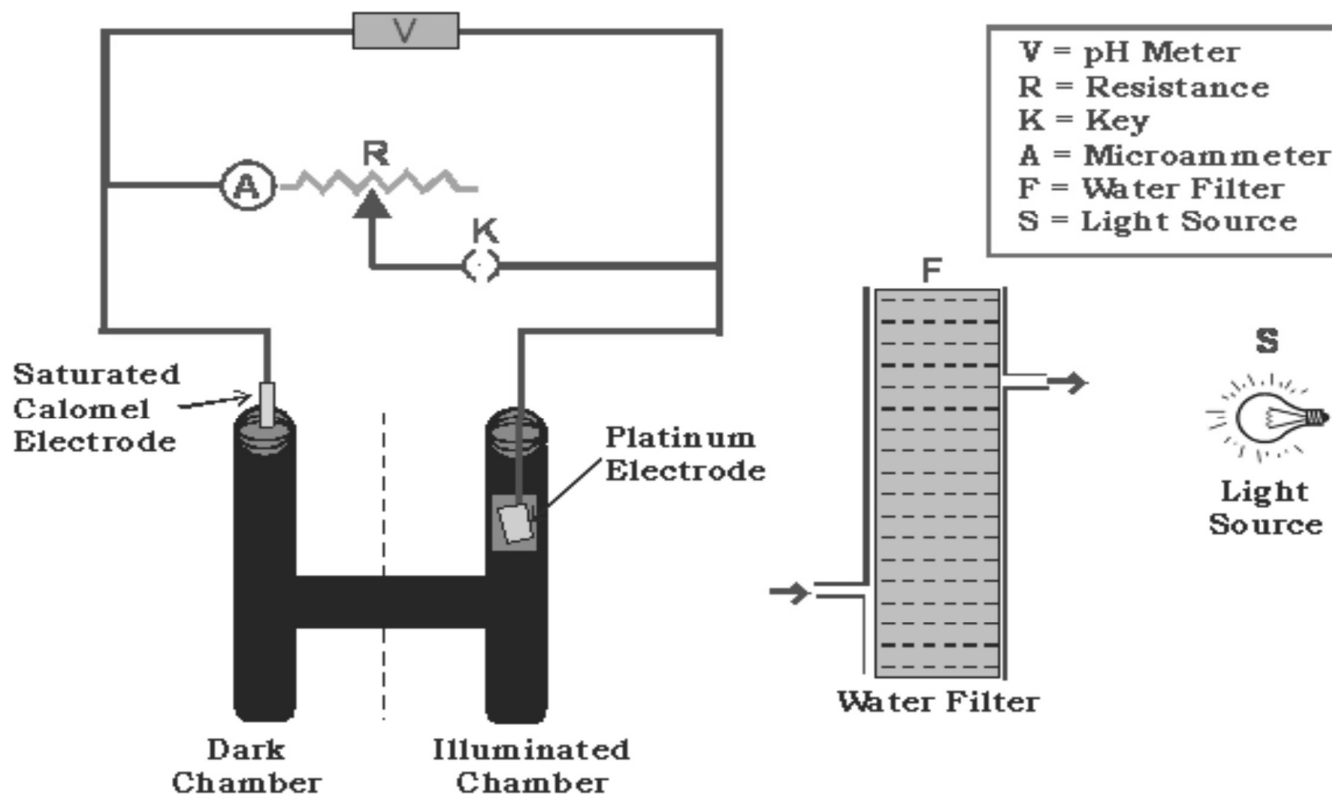 V
V = pH Meter
R = Resistance
K = Key
A = Microammeter
F = Water Filter
S = Light Source
R
A
K
F
S
Saturated
Calomel
Electrode
Platinum
Electrode
Light
Source
Water Filter
Dark
Chamber
Illuminated
Chamber